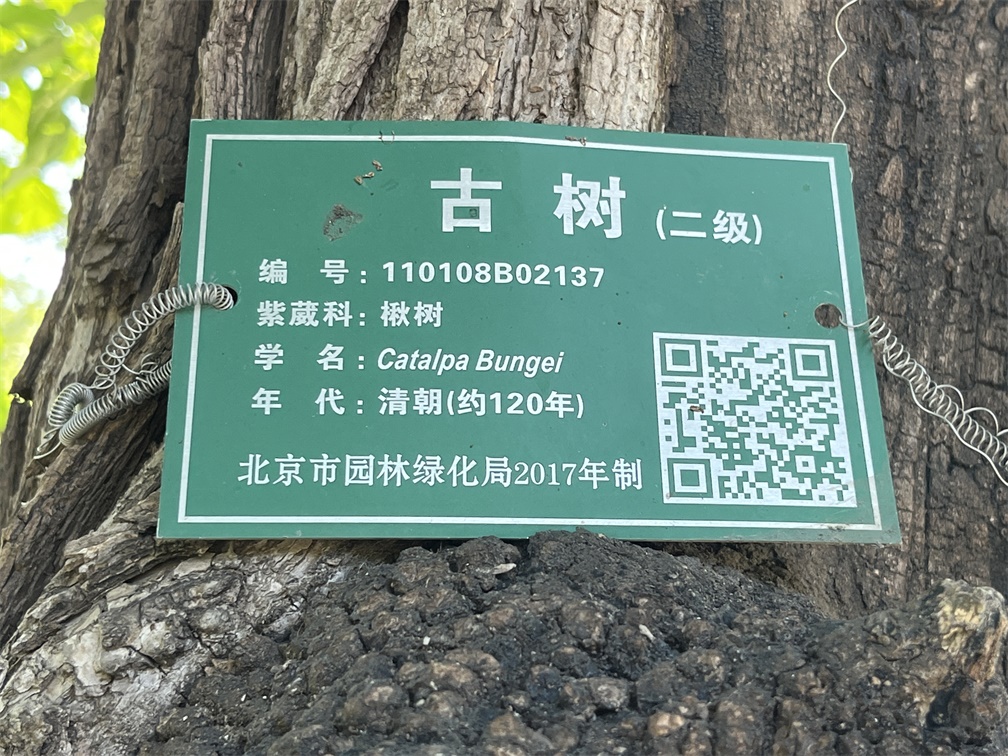 古 树 (二级)
编 号：110108B02137
紫葳科：楸树
学 名：Catalpa Bungei
年 代：清朝(约120年)
北京市园林绿化局2017年制